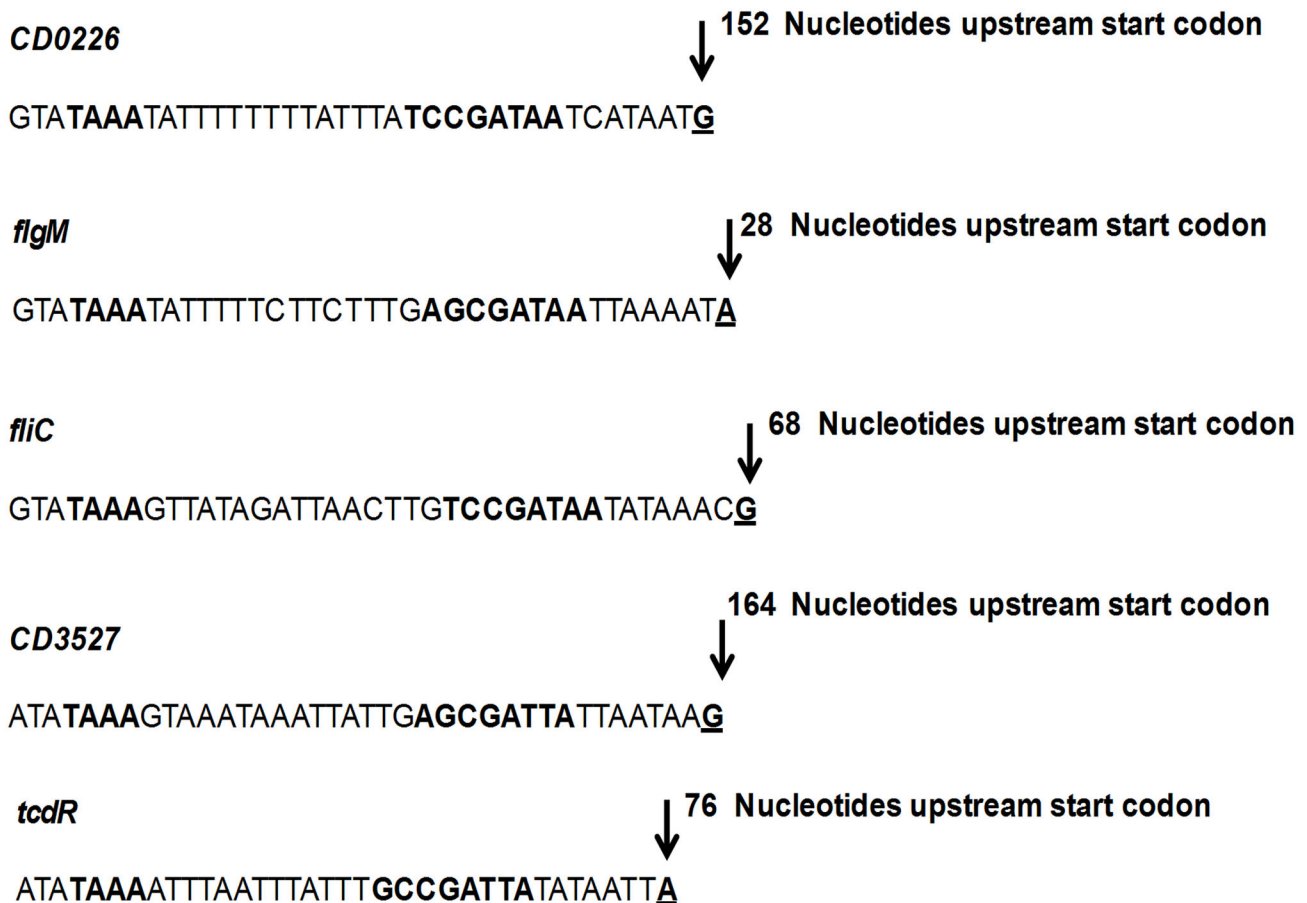 CD0226
152 Nucleotides upstream start codon
GTATAAATATTTTTTTTATTTATCCGATAATCATAATG
flgM
28 Nucleotides upstream start codon
GTATAAATATTTTTCTTCTTTGAGCGATAATTAAAATA
fliC
68 Nucleotides upstream start codon
GTATAAAGTTATAGATTAACTTGTCCGATAATATAAACG
CD3527
164 Nucleotides upstream start codon
ATATAAAGTAAATAAATTATTGAGCGATTATTAATAAG
tcdR
76 Nucleotides upstream start codon
ATATAAAATTTAATTTATTTGCCGATTATATAATTA